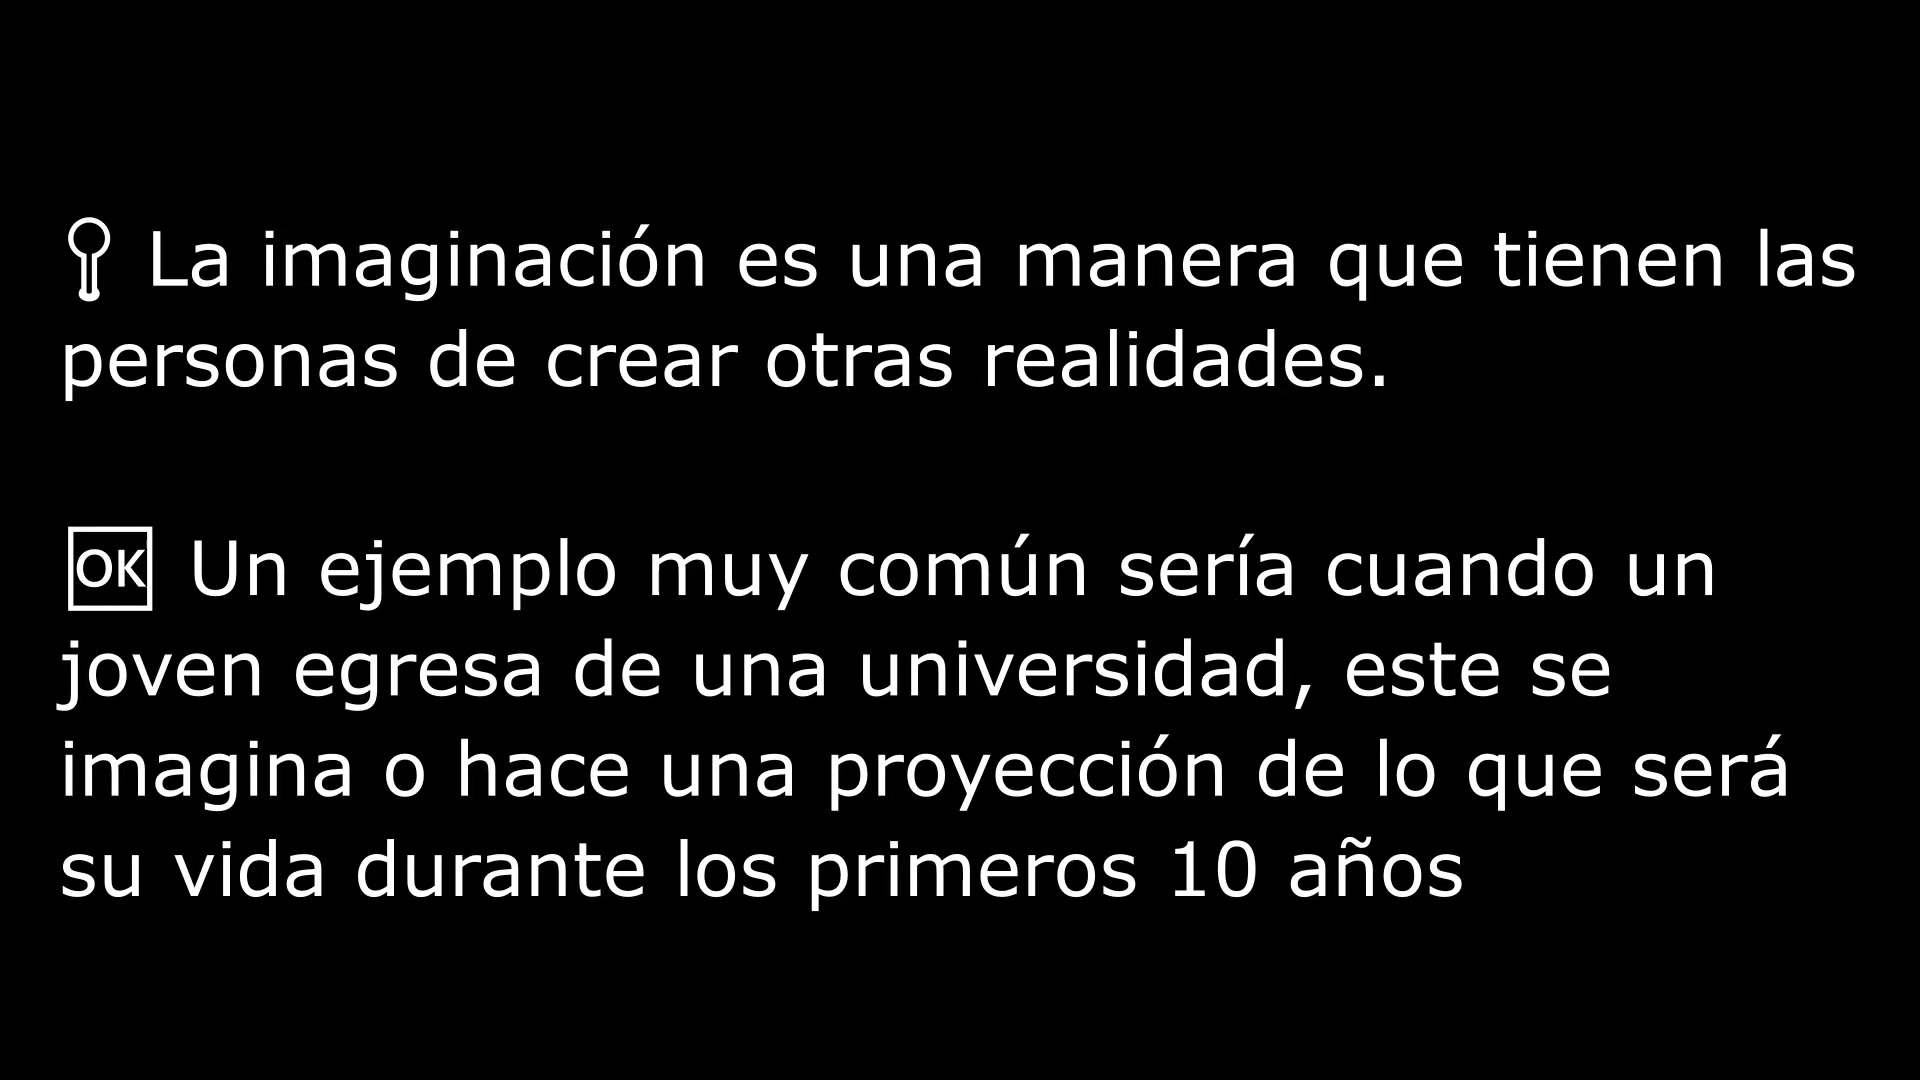 La imaginación es una manera que tienen las
personas de crear otras realidades.
🆗 Un ejemplo muy común sería cuando un
joven egresa de una universidad, este se
imagina o hace una proyección de lo que será
su vida durante los primeros 10 años